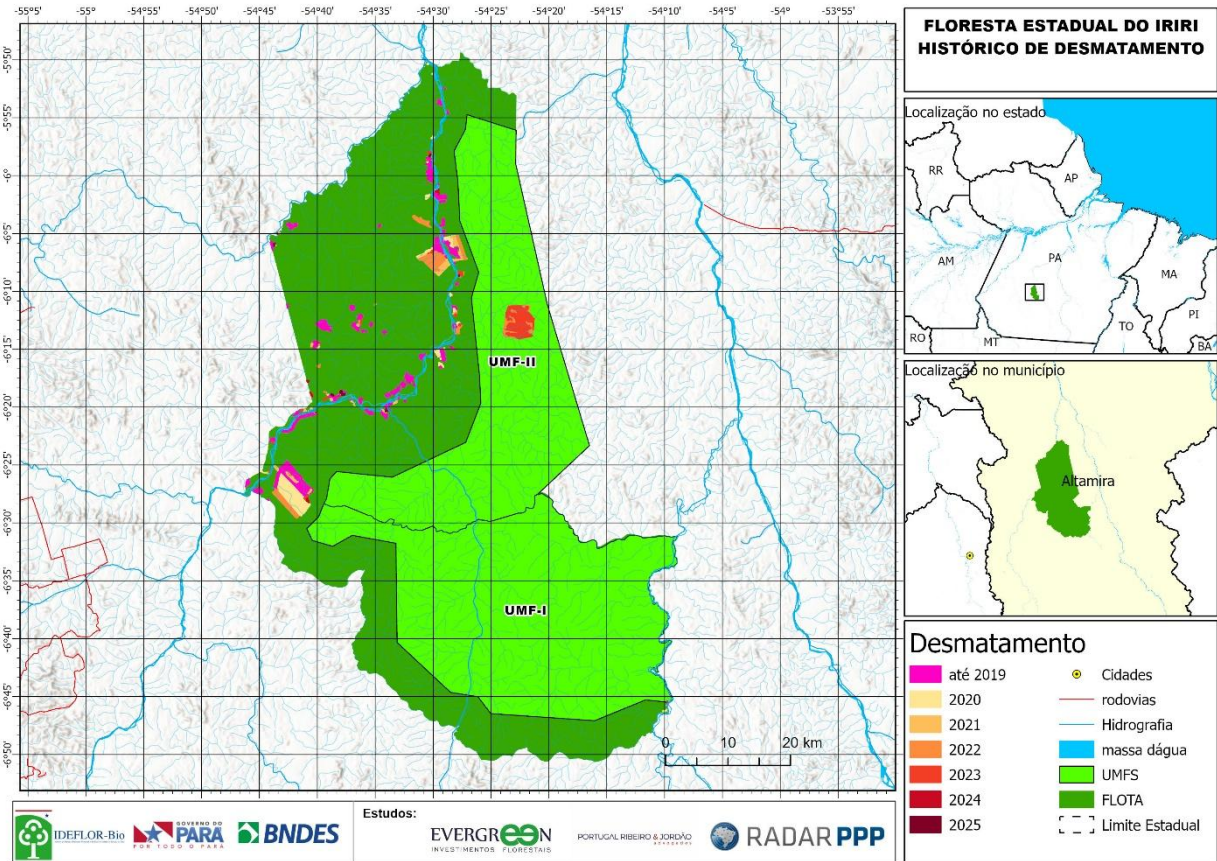 -55°5'
-55°
-54°55'
-54°50'
-54°45'
-54°40'
-54°35'
-54°30'
-54°25'
-54°20'
-54°15'
-54°10'
-54°5'
-54°
-53°55'
-5°50'
-5°55'
-6°
-6°5'
-6°10'
-6°15'
-6°20'
-6°25'
-6°30'
-6°35'
-6°40'
-6°45'
-6°50'
UMF-II
UMF-I
0 10 20 km
FLORESTA ESTADUAL DO IRIRI
HISTÓRICO DE DESMATAMENTO
Localização no estado
RR
AP
AM
PA
MA
PI
RO
MT
TO
BA
Localização no município
Altamira
Desmatamento
até 2019
2020
2021
2022
2023
2024
2025
Cidades
rodovias
Hidrografia
massa dágua
UMFS
FLOTA
Limite Estadual
IDEFLOR-Bio
GOVERNO DO
PARÁ
POR TODO O PARÁ
BNDES
Estudos:
EVERGREEN
INVESTIMENTOS FLORESTAIS
PORTUGAL RIBEIRO & JORDÃO
advogados
RADAR PPP